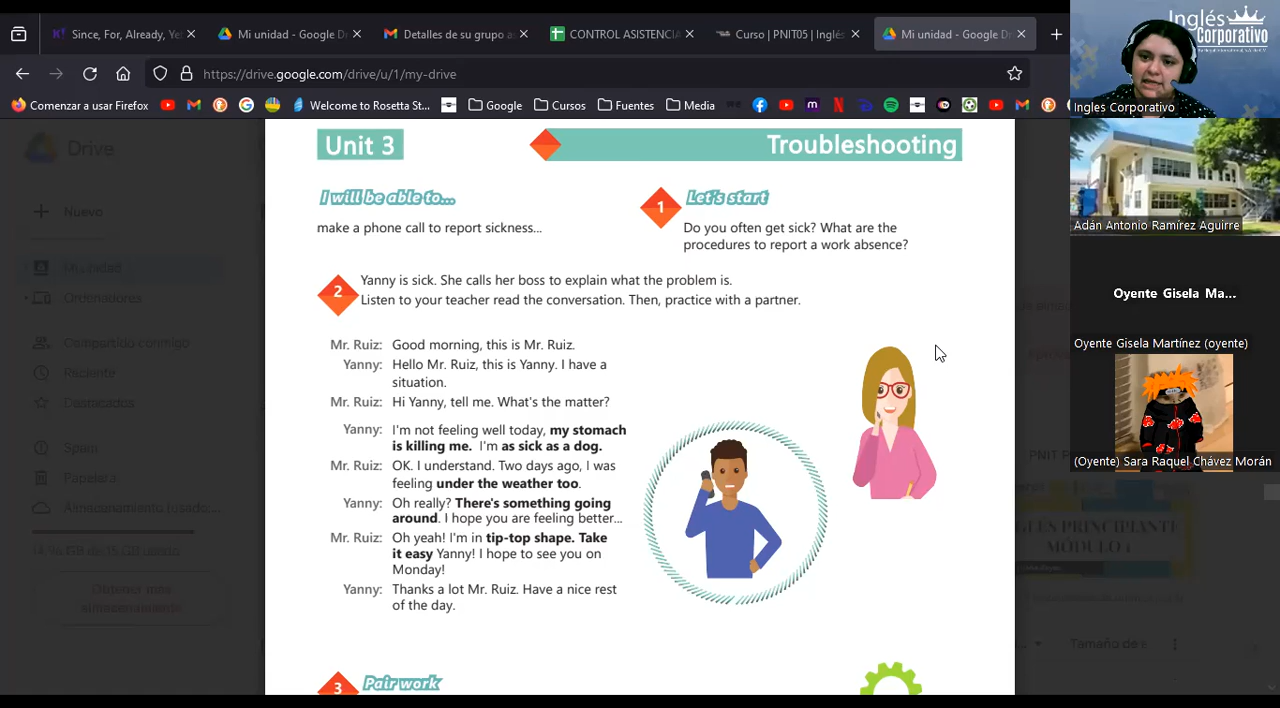 Since, For, Already, Ye
Mi unidad - Google D
Detalles de su grupo a
CONTROL ASISTENCIA
Curso | PNIT05 | Inglés
Mi unidad - Google D
https://drive.google.com/drive/u/1/my-drive
Comenzar a usar Firefox
Welcome to Rosetta St...
Google
Cursos
Fuentes
Media
Drive
Nuevo
Mi unidad
Ordenadores
Compartido conmigo
Reciente
Destacados
Spam
Papelera
Almacenamiento (usado:...
Obtener más
almacenamiento
Unit 3
Troubleshooting
I will be able to...
make a phone call to report sickness...
1
Let's start
Do you often get sick? What are the
procedures to report a work absence?
2
Yanny is sick. She calls her boss to explain what the problem is.
Listen to your teacher read the conversation. Then, practice with a partner.
Mr. Ruiz: Good morning, this is Mr. Ruiz.
Yanny: Hello Mr. Ruiz, this is Yanny. I have a
situation.
Mr. Ruiz: Hi Yanny, tell me. What's the matter?
Yanny: I'm not feeling well today, my stomach
is killing me. I'm as sick as a dog.
Mr. Ruiz: OK. I understand. Two days ago, I was
feeling under the weather too.
Yanny: Oh really? There's something going
around. I hope you are feeling better...
Mr. Ruiz: Oh yeah! I'm in tip-top shape. Take
it easy Yanny! I hope to see you on
Monday!
Yanny: Thanks a lot Mr. Ruiz. Have a nice rest
of the day.
3
Pair work
PNIT
INGLÉS PRINCIPIANTE
MÓDULO 1
Tamaño de
Inglés
Corporativo
Ingles Corporativo
Adán Antonio Ramírez Aguirre
Oyente Gisela Ma...
Oyente Gisela Martínez (oyente)
(Oyente) Sara Raquel Chávez Morán